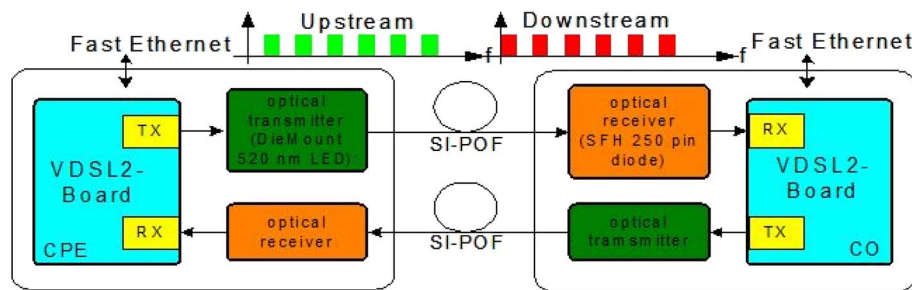 Upstream
Downstream
Fast Ethernet
f
f
Fast Ethernet
VDSL2-
Board
CPE
TX
RX
optical
transmitter
(DieMount
520 nm LED)
optical
receiver
SI-POF
SI-POF
optical
receiver
(SFH 250 pin
diode)
optical
tramsmitter
RX
TX
VDSL2-
Board
CO